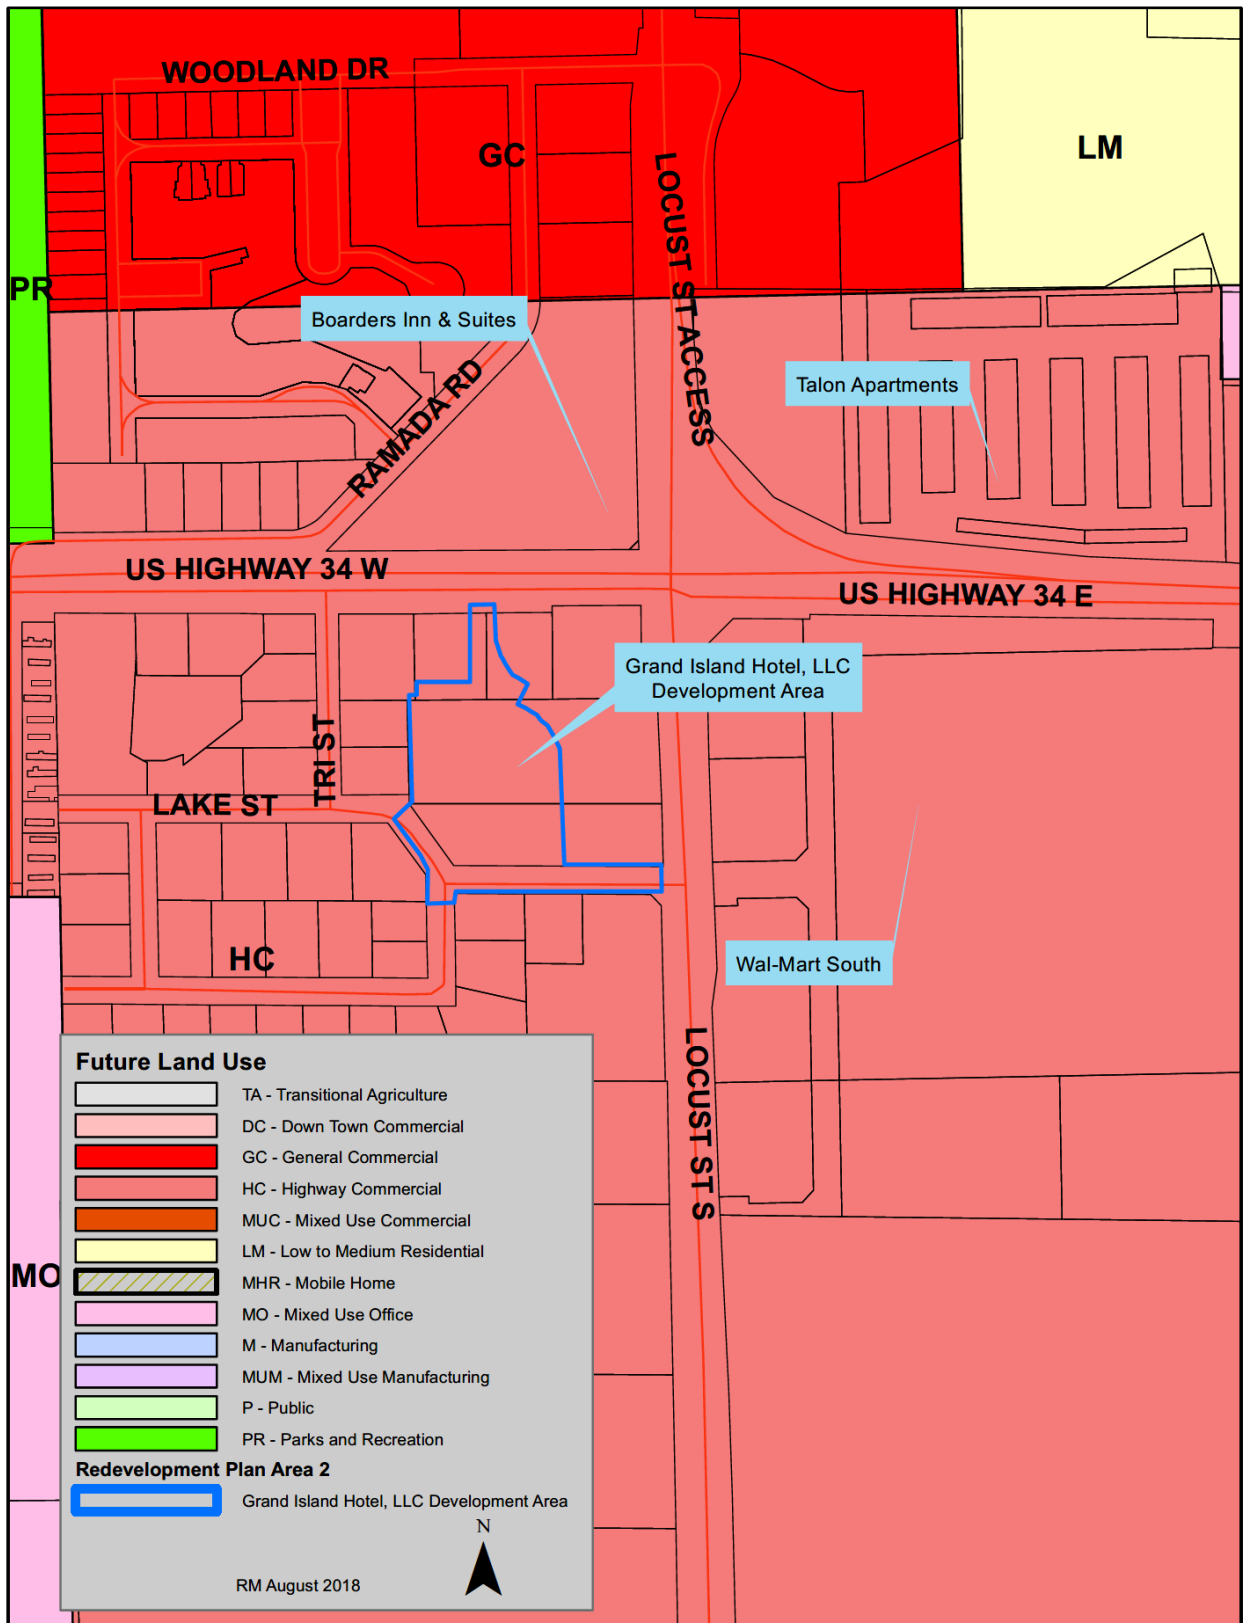 WOODLAND DR
GC
LM
LOCUST ST ACCESS
PR
Boarders Inn & Suites
Talon Apartments
RAMADA RD
US HIGHWAY 34 W
US HIGHWAY 34 E
Grand Island Hotel, LLC
Development Area
TRI ST
LAKE ST
HC
Wal-Mart South
LOCUST ST S
MO
Future Land Use
TA - Transitional Agriculture
DC - Down Town Commercial
GC - General Commercial
HC - Highway Commercial
MUC - Mixed Use Commercial
LM - Low to Medium Residential
MHR - Mobile Home
MO - Mixed Use Office
M - Manufacturing
MUM - Mixed Use Manufacturing
P - Public
PR - Parks and Recreation
Redevelopment Plan Area 2
Grand Island Hotel, LLC Development Area
N
RM August 2018